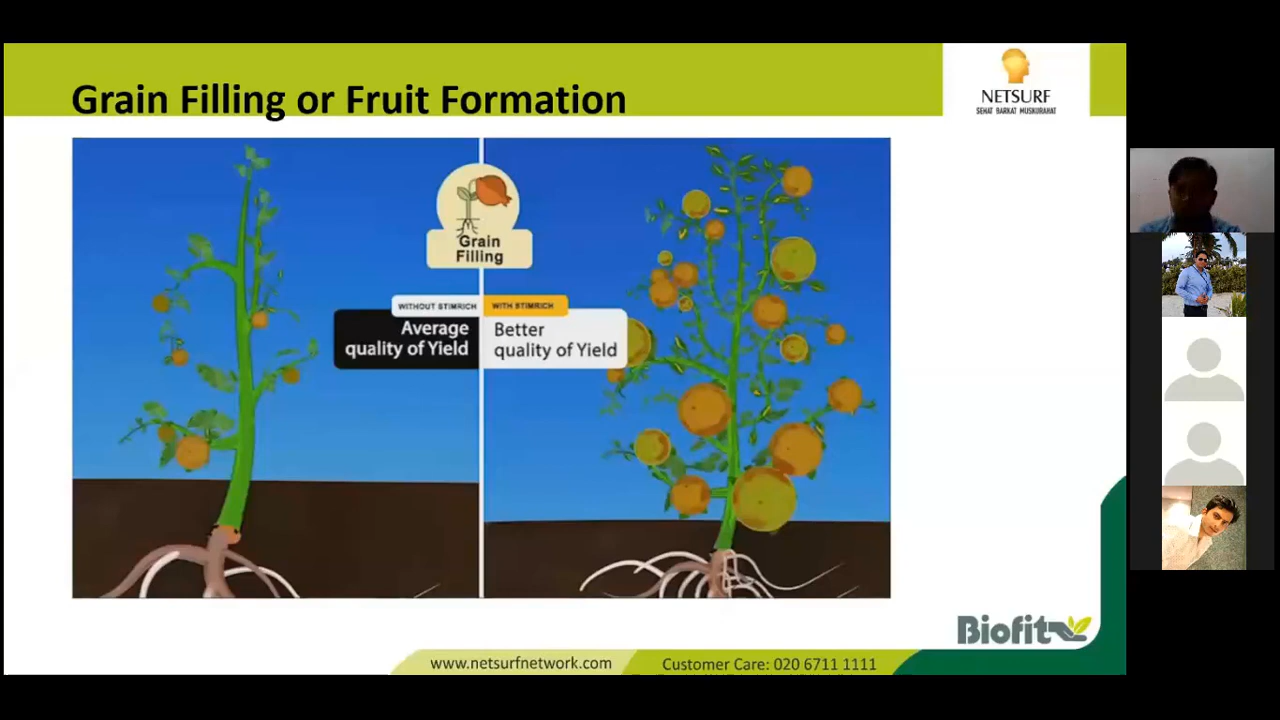 Grain Filling or Fruit Formation
NETSURF
SEHAT BARKAT MUSKURAHAT
Grain
Filling
WITHOUT STIMRICH
WITH STIMRICH
Average
quality of Yield
Better
quality of Yield
Biofit
www.netsurfnetwork.com
Customer Care: 020 6711 1111